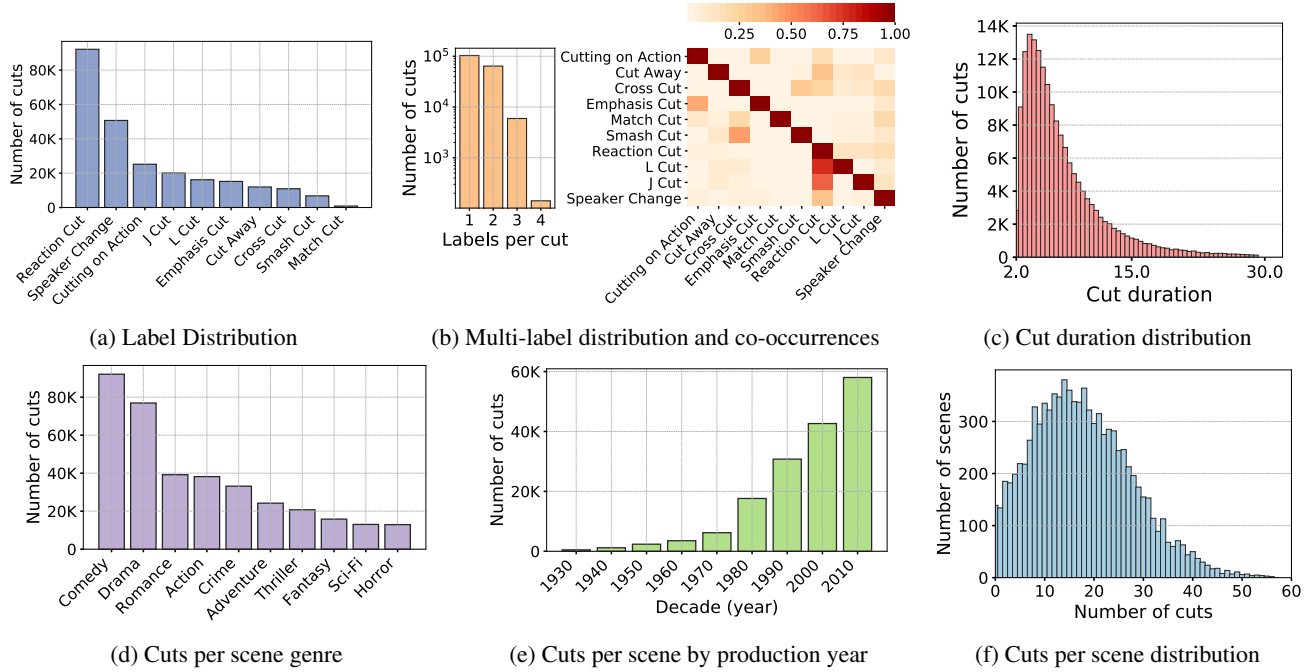 Number of cuts
80K
60K
40K
20K
0
Reaction Cut
Speaker Change
Cutting on Action
J Cut
L Cut
Emphasis Cut
Cut Away
Cross Cut
Smash Cut
Match Cut
(a) Label Distribution
Number of cuts
10^5
10^4
10^3
1 2 3 4
Labels per cut
0.25 0.50 0.75 1.00
Cutting on Action
Cut Away
Cross Cut
Emphasis Cut
Match Cut
Smash Cut
Reaction Cut
L Cut
J Cut
Speaker Change
Cutting on Action
Cut Away
Cross Cut
Emphasis Cut
Match Cut
Smash Cut
Reaction Cut
L Cut
J Cut
Speaker Change
(b) Multi-label distribution and co-occurrences
Number of cuts
14K
12K
10K
8K
6K
4K
2K
0
2.0 15.0 30.0
Cut duration
(c) Cut duration distribution
Number of cuts
80K
60K
40K
20K
0
Comedy
Drama
Romance
Action
Crime
Adventure
Thriller
Fantasy
Sci-Fi
Horror
(d) Cuts per scene genre
Number of cuts
60K
40K
20K
0
1930
1940
1950
1960
1970
1980
1990
2000
2010
Decade (year)
(e) Cuts per scene by production year
Number of scenes
300
200
100
0
0 10 20 30 40 50 60
Number of cuts
(f) Cuts per scene distribution